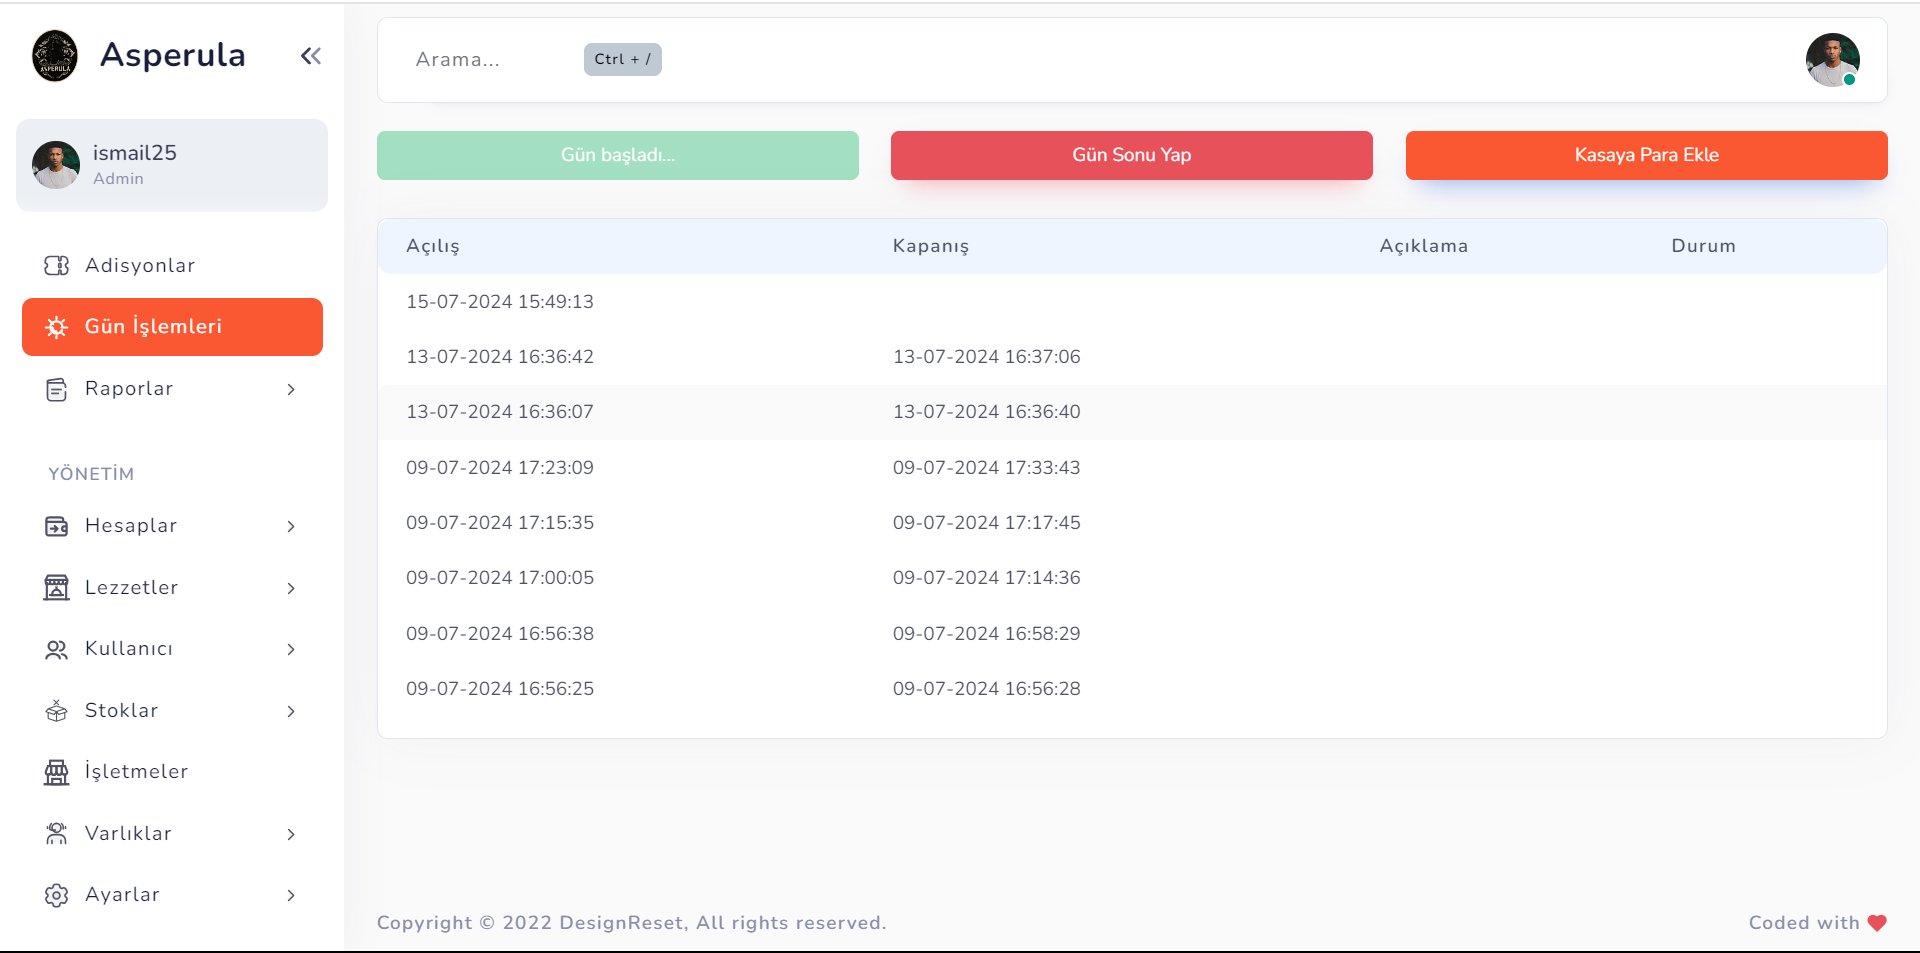 Asperula
ismail25
Admin
Adisyonlar
Gün İşlemleri
Raporlar
YÖNETİM
Hesaplar
Lezzetler
Kullanıcı
Stoklar
İşletmeler
Varlıklar
Ayarlar
Arama... Ctrl + /
Gün başladı... Gün Sonu Yap Kasaya Para Ekle
Açılış Kapanış Açıklama Durum
15-07-2024 15:49:13
13-07-2024 16:36:42 13-07-2024 16:37:06
13-07-2024 16:36:07 13-07-2024 16:36:40
09-07-2024 17:23:09 09-07-2024 17:33:43
09-07-2024 17:15:35 09-07-2024 17:17:45
09-07-2024 17:00:05 09-07-2024 17:14:36
09-07-2024 16:56:38 09-07-2024 16:58:29
09-07-2024 16:56:25 09-07-2024 16:56:28
Copyright © 2022 DesignReset, All rights reserved. Coded with
ASPERULA